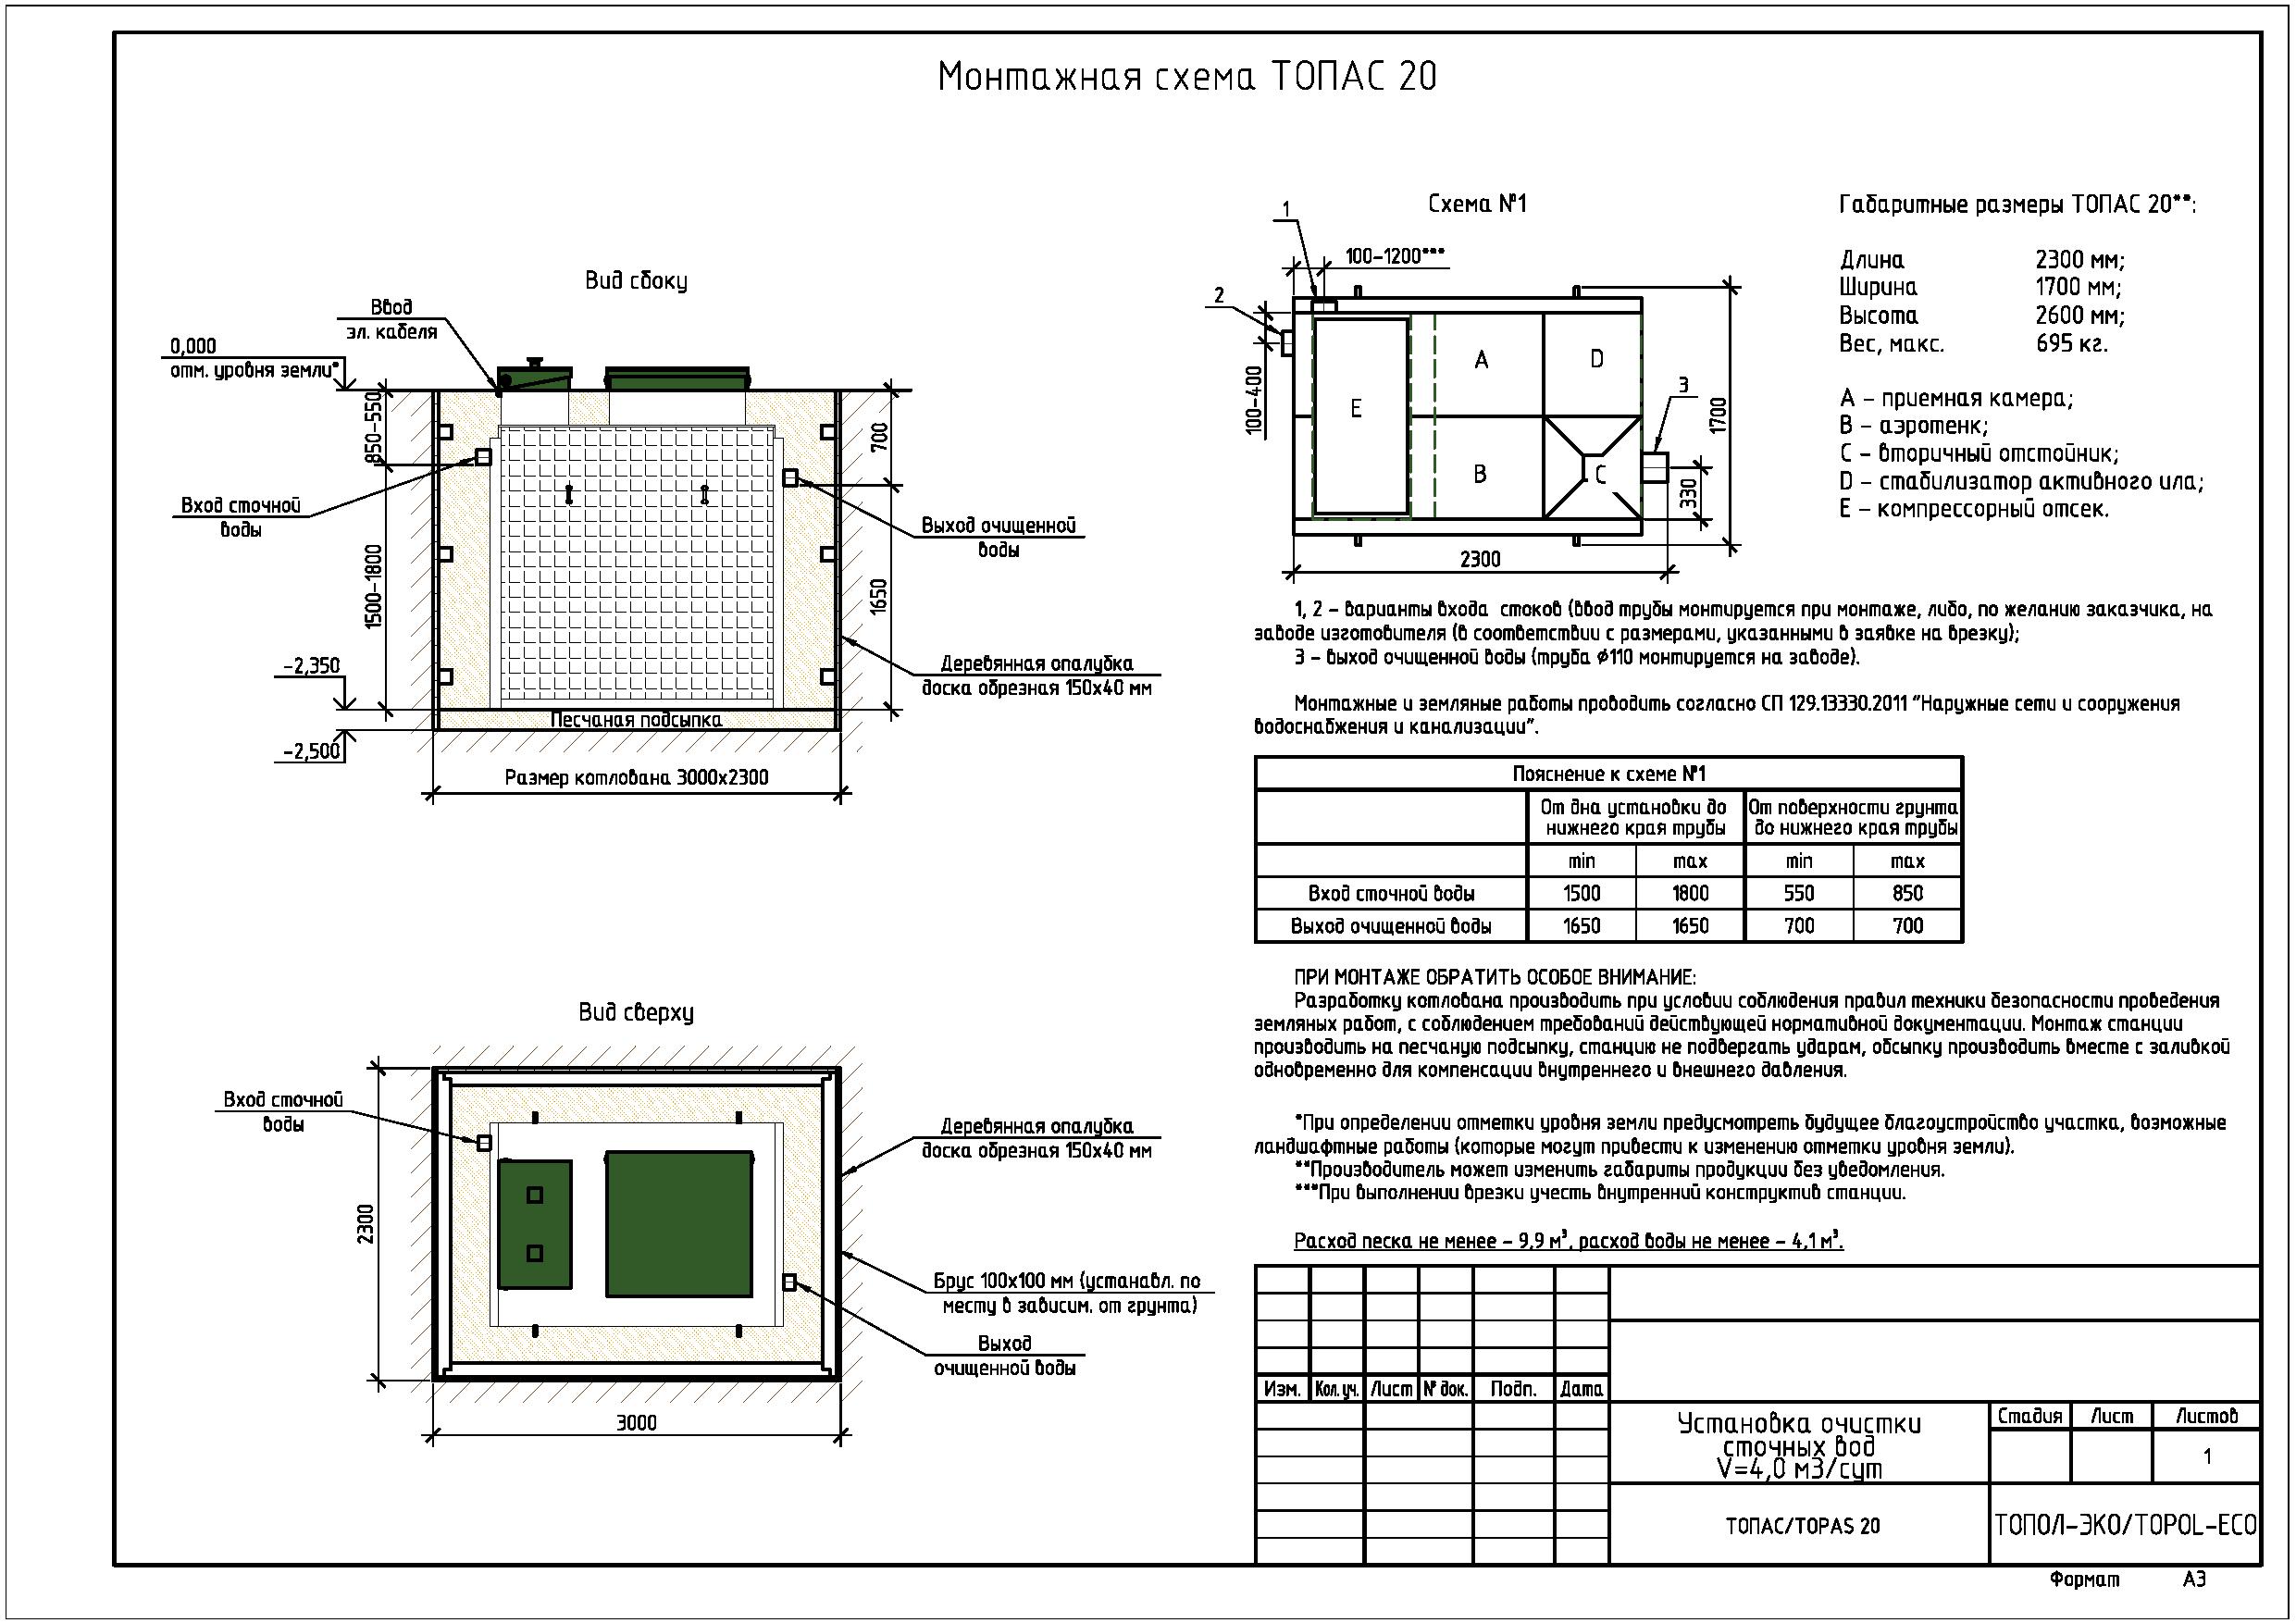 Монтажная схема ТОПАС 20
Вид сбоку
Ввод
эл. кабеля
0,000
отм. уровня земли*
850-550
700
Вход сточной
воды
Выход очищенной
воды
1500-1800
1650
-2,350
Деревянная опалубка
доска обрезная 150х40 мм
Песчаная подсыпка
-2,500
Размер котлована 3000х2300
Вид сверху
Вход сточной
воды
Деревянная опалубка
доска обрезная 150х40 мм
2300
Брус 100х100 мм (устанавл. по
месту в зависим. от грунта)
Выход
очищенной воды
3000
Схема №1
1
100-1200***
2
100-400
A
D
E
3
1700
B
C
330
2300
Габаритные размеры ТОПАС 20**:
Длина 2300 мм;
Ширина 1700 мм;
Высота 2600 мм;
Вес, макс. 695 кг.
А - приемная камера;
В - аэротенк;
С - вторичный отстойник;
D - стабилизатор активного ила;
Е - компрессорный отсек.
1, 2 - варианты входа стоков (ввод трубы монтируется при монтаже, либо, по желанию заказчика, на
заводе изготовителя (в соответствии с размерами, указанными в заявке на врезку);
3 - выход очищенной воды (труба ϕ110 монтируется на заводе).
Монтажные и земляные работы проводить согласно СП 129.13330.2011 "Наружные сети и сооружения
водоснабжения и канализации".
Пояснение к схеме №1
От дна установки до От поверхности грунта
нижнего края трубы до нижнего края трубы
min max min max
Вход сточной воды 1500 1800 550 850
Выход очищенной воды 1650 1650 700 700
ПРИ МОНТАЖЕ ОБРАТИТЬ ОСОБОЕ ВНИМАНИЕ:
Разработку котлована производить при условии соблюдения правил техники безопасности проведения
земляных работ, с соблюдением требований действующей нормативной документации. Монтаж станции
производить на песчаную подсыпку, станцию не подвергать ударам, обсыпку производить вместе с заливкой
одновременно для компенсации внутреннего и внешнего давления.
*При определении отметки уровня земли предусмотреть будущее благоустройство участка, возможные
ландшафтные работы (которые могут привести к изменению отметки уровня земли).
**Производитель может изменить габариты продукции без уведомления.
***При выполнении врезки учесть внутренний конструктив станции.
Расход песка не менее - 9,9 м³, расход воды не менее - 4,1 м³.
Изм. Кол. уч. Лист № док. Подп. Дата
Установка очистки
сточных вод
V=4,0 м3/сут
Стадия Лист Листов
1
ТОПАС/TOPAS 20
ТОПОЛ-ЭКО/TOPOL-ECO
Формат А3